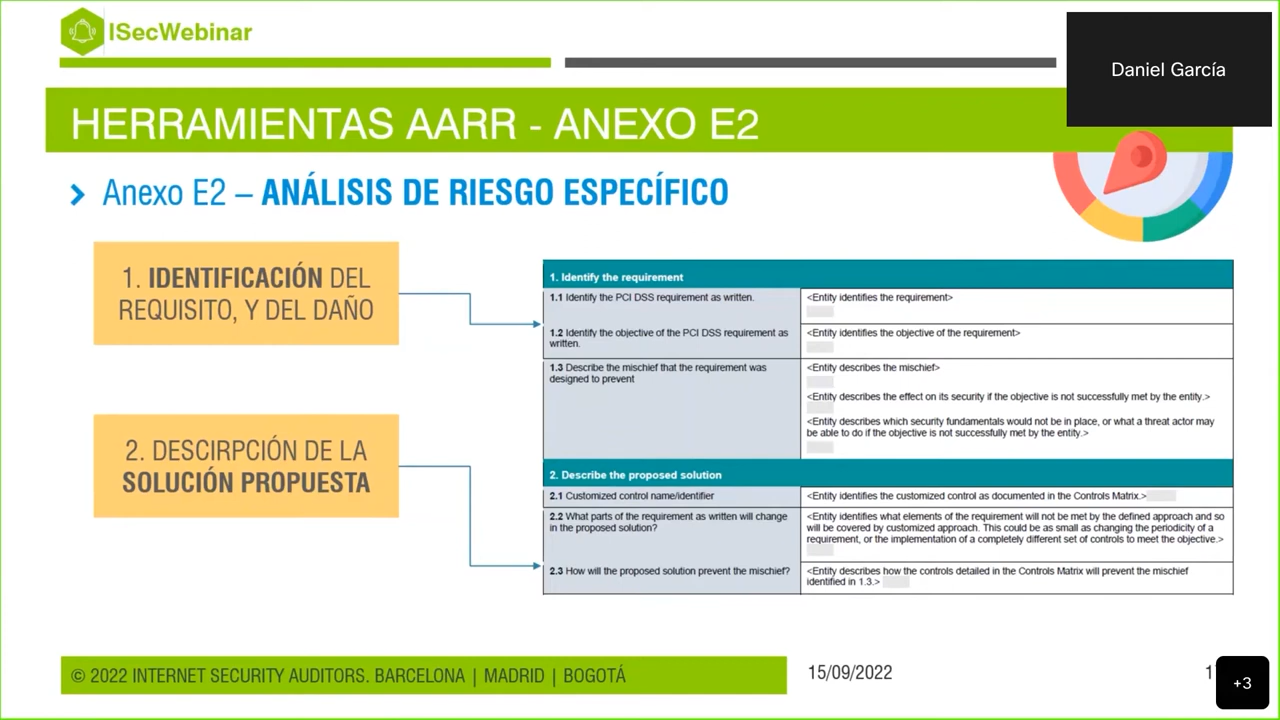 ISecWebinar
Daniel García
HERRAMIENTAS AARR - ANEXO E2
Anexo E2 – ANÁLISIS DE RIESGO ESPECÍFICO
1. IDENTIFICACIÓN DEL
REQUISITO, Y DEL DAÑO
2. DESCIRPCIÓN DE LA
SOLUCIÓN PROPUESTA
1. Identify the requirement
1.1 Identify the PCI DSS requirement as written.
<Entity identifies the requirement>
1.2 Identify the objective of the PCI DSS requirement as
written.
<Entity identifies the objective of the requirement>
1.3 Describe the mischief that the requirement was
designed to prevent
<Entity describes the mischief>
<Entity describes the effect on its security if the objective is not successfully met by the entity.>
<Entity describes which security fundamentals would not be in place, or what a threat actor may
be able to do if the objective is not successfully met by the entity.>
2. Describe the proposed solution
2.1 Customized control name/identifier
<Entity identifies the customized control as documented in the Controls Matrix.>
2.2 What parts of the requirement as written will change
in the proposed solution?
<Entity identifies what elements of the requirement will not be met by the defined approach and so
will be covered by customized approach. This could be as small as changing the periodicity of a
requirement, or the implementation of a completely different set of controls to meet the objective.>
2.3 How will the proposed solution prevent the mischief?
<Entity describes how the controls detailed in the Controls Matrix will prevent the mischief
identified in 1.3.>
© 2022 INTERNET SECURITY AUDITORS. BARCELONA | MADRID | BOGOTÁ
15/09/2022
+3